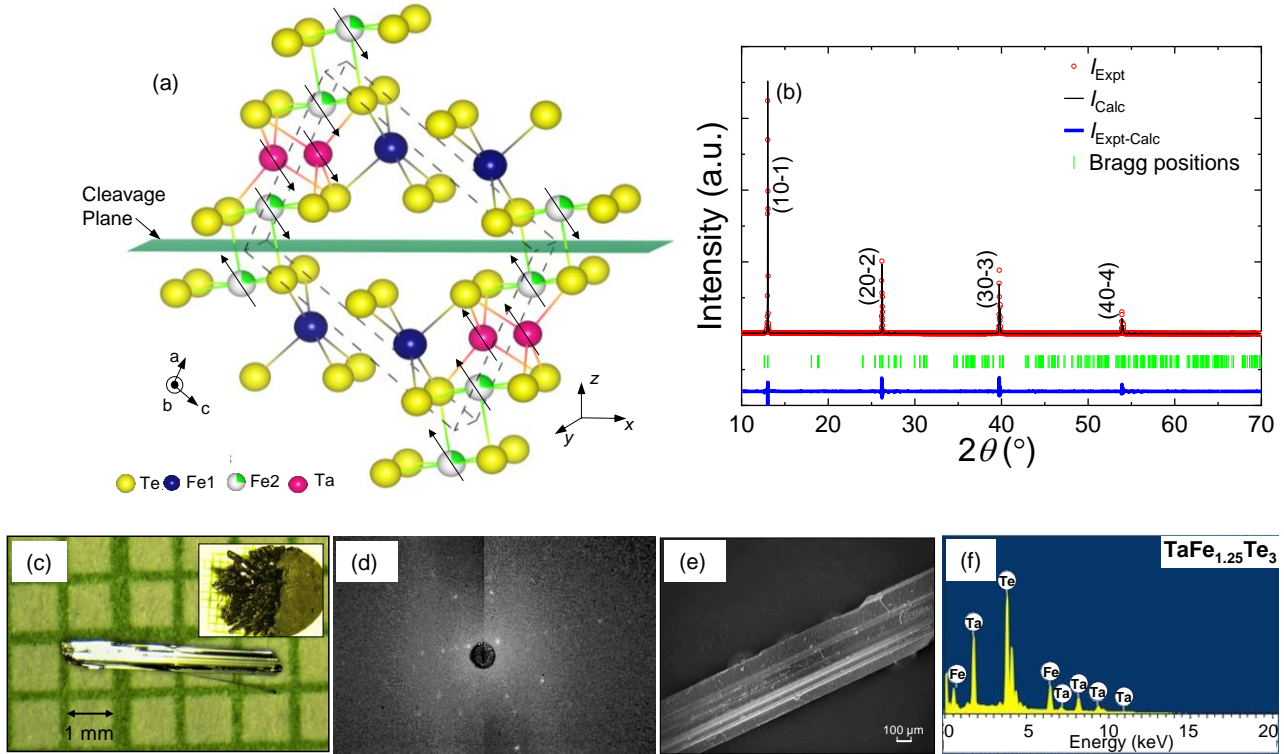 (a)
Cleavage
Plane
a
b
c
z
x
y
Te
Fe1
Fe2
Ta
(b)
I_Expt
I_Calc
I_Expt-Calc
Bragg positions
Intensity (a.u.)
(10-1)
(20-2)
(30-3)
(40-4)
10 20 30 40 50 60 70
2θ (°)
(c)
1 mm
(d)
(e)
100 µm
(f)
TaFe₁.₂₅Te₃
Fe
Ta
Te
Fe
Ta
Ta
Ta
Ta
0 5 10 15 20
Energy (keV)